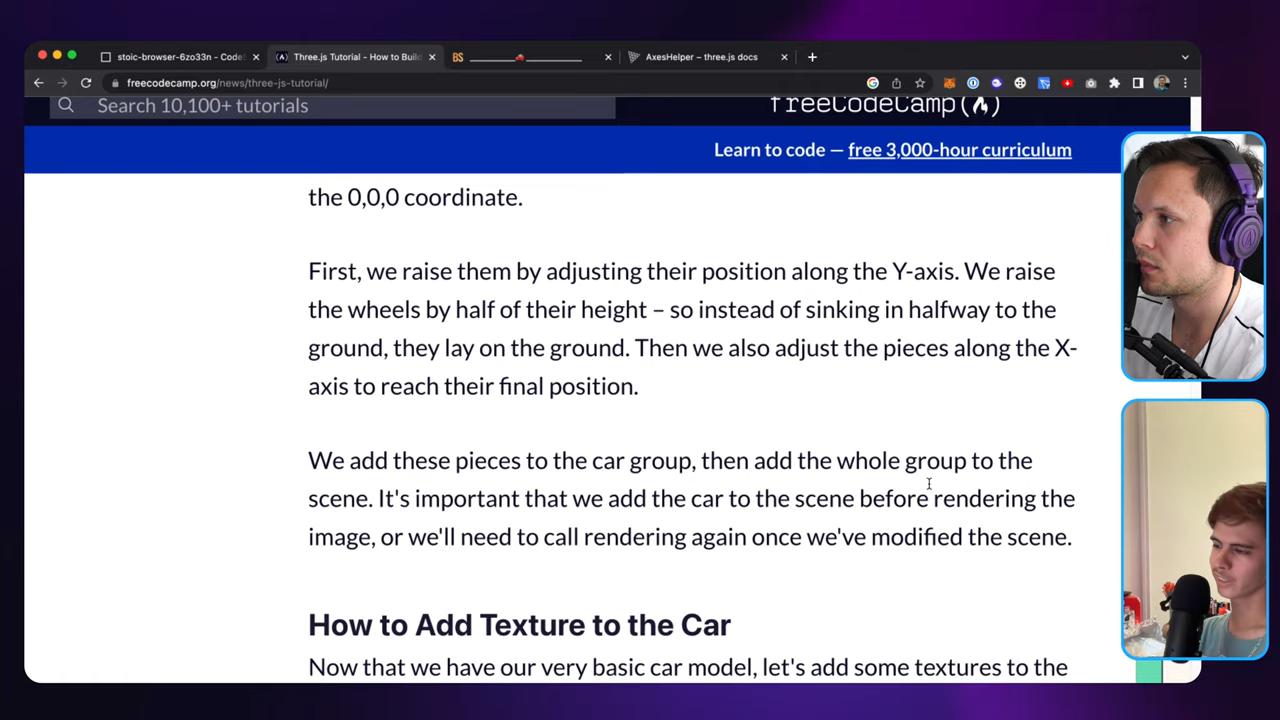 stoic-browser-6zo33n - CodeS
Three.js Tutorial - How to Build
BS
AxesHelper – three.js docs
freecodecamp.org/news/three-js-tutorial/
Search 10,100+ tutorials
freeCodeCamp
Learn to code — free 3,000-hour curriculum
the 0,0,0 coordinate.
First, we raise them by adjusting their position along the Y-axis. We raise
the wheels by half of their height – so instead of sinking in halfway to the
ground, they lay on the ground. Then we also adjust the pieces along the X-
axis to reach their final position.
We add these pieces to the car group, then add the whole group to the
scene. It's important that we add the car to the scene before rendering the
image, or we'll need to call rendering again once we've modified the scene.
How to Add Texture to the Car
Now that we have our very basic car model, let's add some textures to the